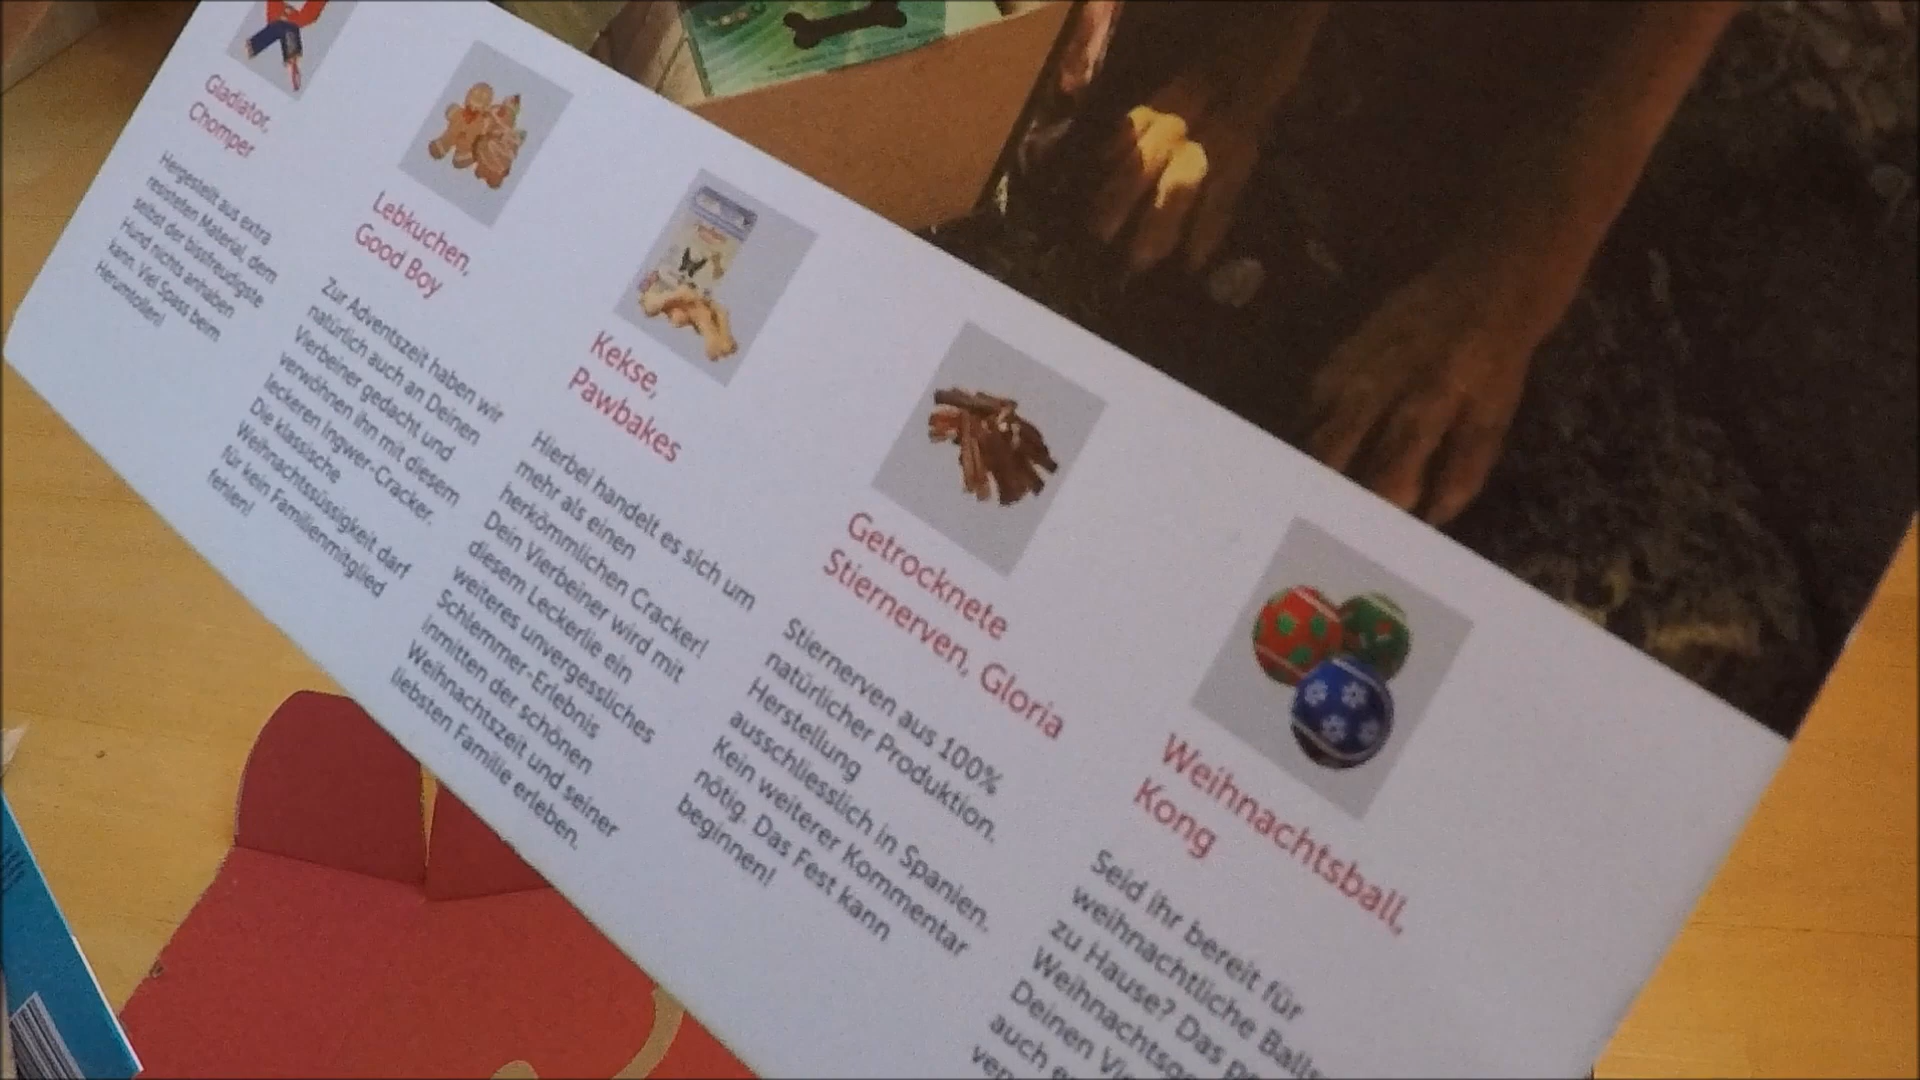 Gladiator,
Chomper
Hergestellt aus extra
resisteten Material, dem
selbst der bissfreudigste
Hund nichts anhaben
kann. Viel Spass beim
Herumtollen!
Lebkuchen,
Good Boy
Zur Adventszeit haben wir
natürlich auch an Deinen
Vierbeiner gedacht und
verwöhnen ihn mit diesem
leckeren Ingwer-Cracker.
Die klassische
Weihnachtssüssigkeit darf
für kein Familienmitglied
fehlen!
Kekse,
Pawbakes
Hierbei handelt es sich um
mehr als einen
herkömmlichen Cracker!
Dein Vierbeiner wird mit
diesem Leckerlie ein
weiteres unvergessliches
Schlemmer-Erlebnis
inmitten der schönen
Weihnachtszeit und seiner
liebsten Familie erleben.
Getrocknete
Stiernerven, Gloria
Stiernerven aus 100%
natürlicher Produktion.
Herstellung
ausschliesslich in Spanien.
Kein weiterer Kommentar
nötig. Das Fest kann
beginnen!
Weihnachtsball,
Kong
Seid ihr bereit für
weihnachtliche Balls
zu Hause? Das
Deinen
auch